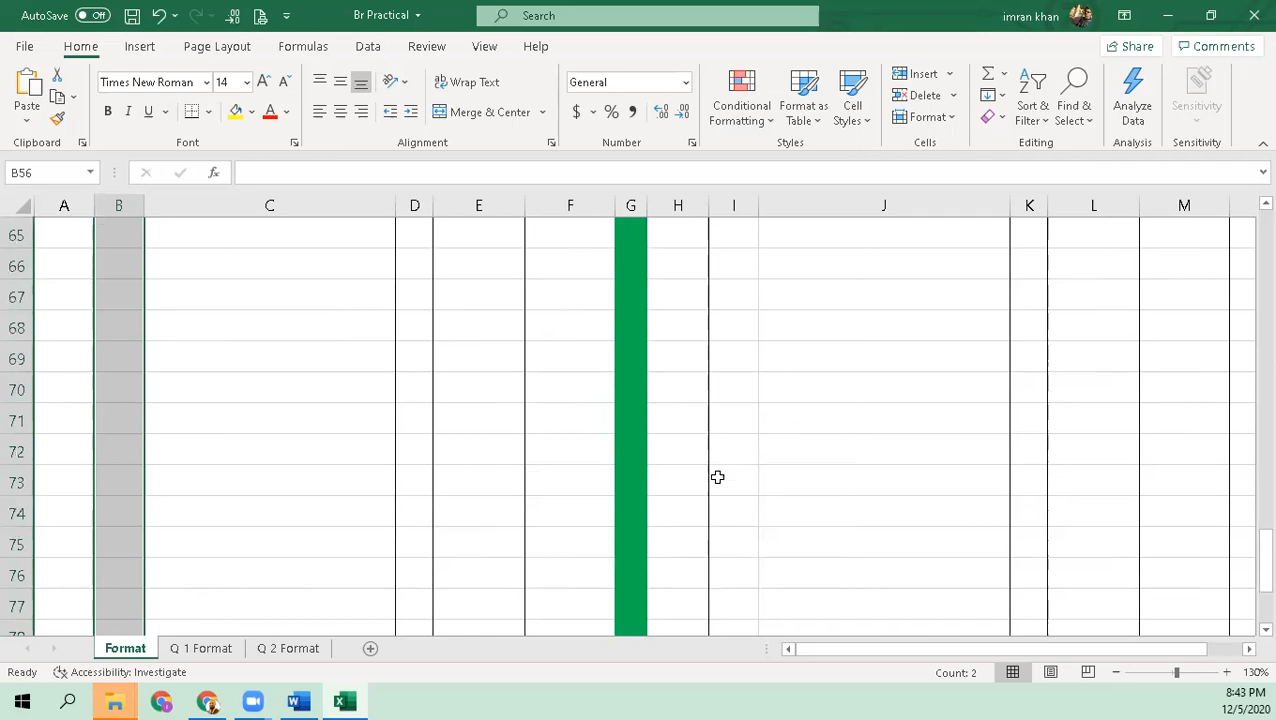 AutoSave Off Br Practical Search imran khan
File Home Insert Page Layout Formulas Data Review View Help Share Comments
Times New Roman 14 Wrap Text General Insert
Paste B I U Merge & Center $ % , Conditional Formatting Format as Table Cell Styles Delete Format Sort & Filter Find & Select Analyze Data Sensitivity
Clipboard Font Alignment Number Styles Cells Editing Analysis Sensitivity
B56 fx
A B C D E F G H I J K L M
65
66
67
68
69
70
71
72
73
74
75
76
77
78
Format Q 1 Format Q 2 Format
Ready Accessibility: Investigate Count: 2 130%
8:43 PM
12/5/2020